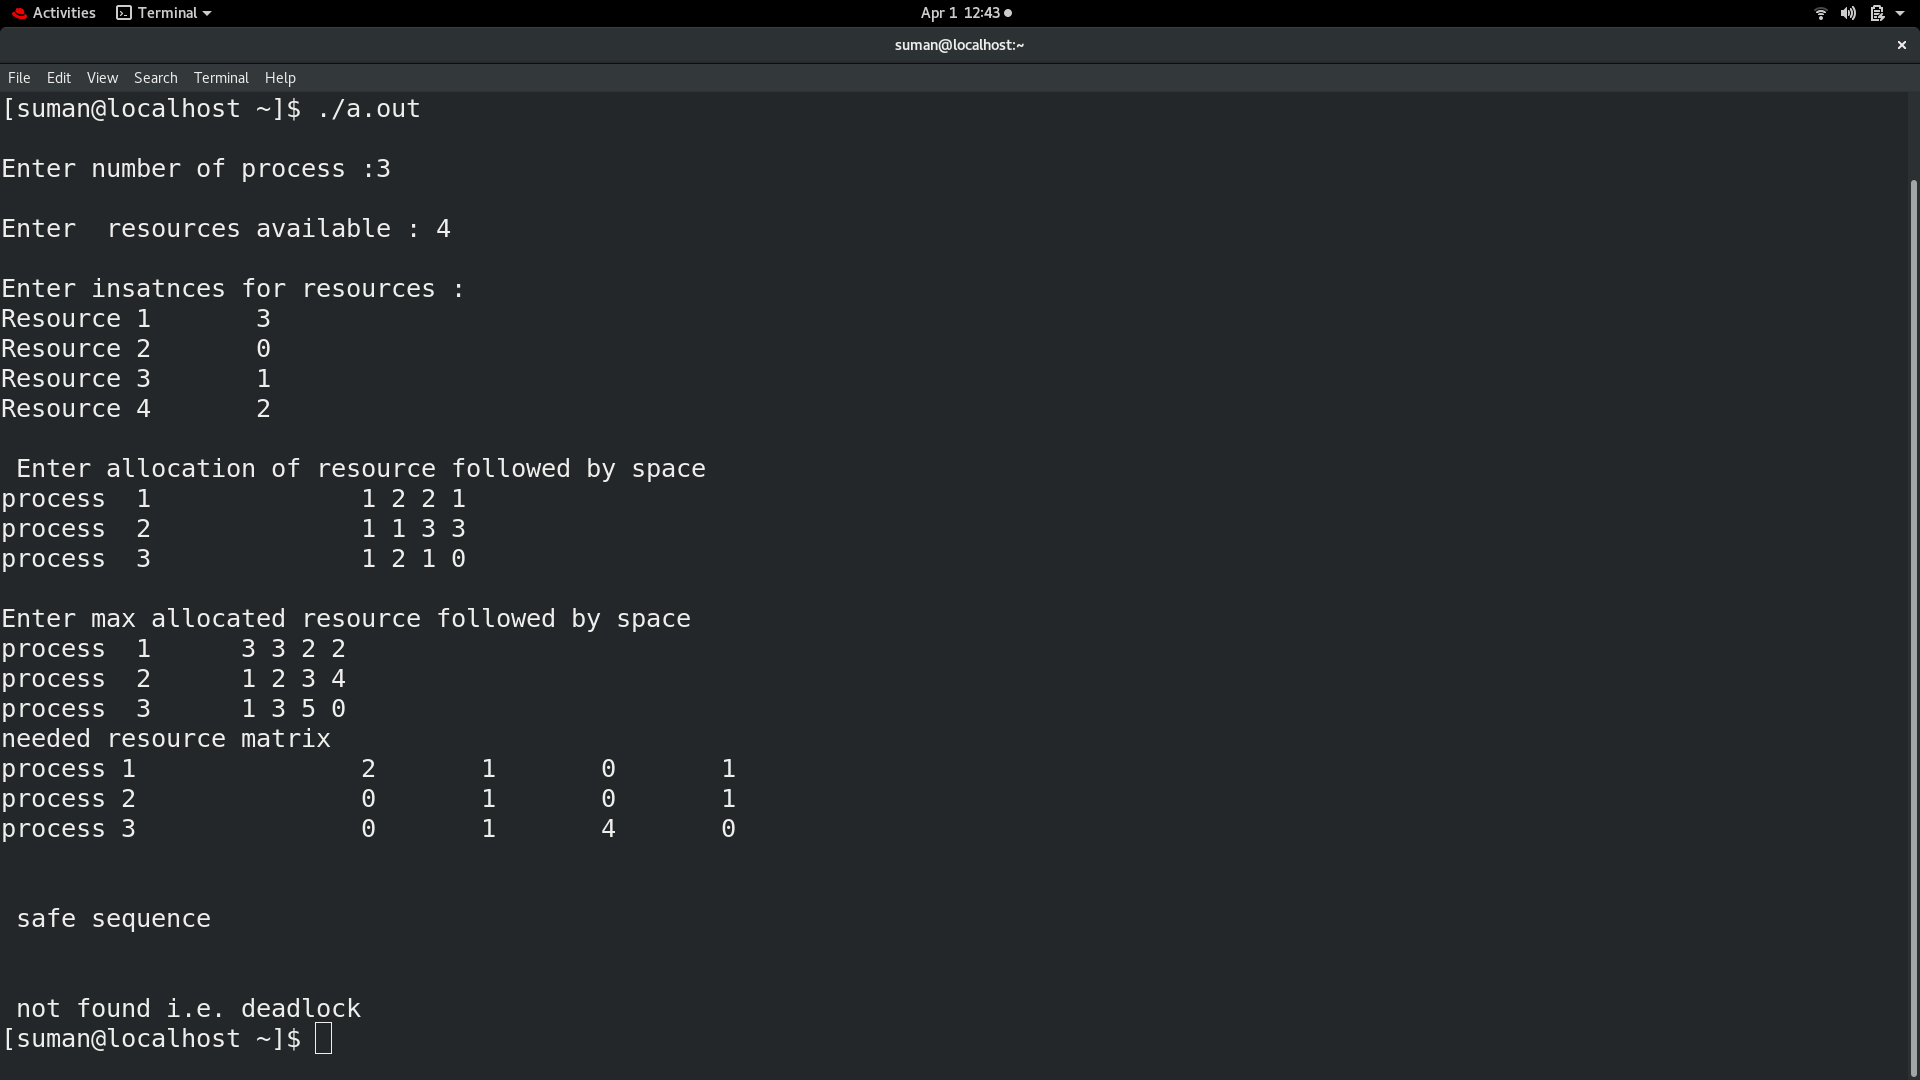 Activities Terminal Apr 1 12:43
suman@localhost:~
File Edit View Search Terminal Help
[suman@localhost ~]$ ./a.out
Enter number of process :3
Enter  resources available : 4
Enter insatnces for resources :
Resource 1       3
Resource 2       0
Resource 3       1
Resource 4       2
 Enter allocation of resource followed by space
process  1              1 2 2 1
process  2              1 1 3 3
process  3              1 2 1 0
Enter max allocated resource followed by space
process  1      3 3 2 2
process  2      1 2 3 4
process  3      1 3 5 0
needed resource matrix
process 1               2       1       0       1
process 2               0       1       0       1
process 3               0       1       4       0
 safe sequence
 not found i.e. deadlock
[suman@localhost ~]$